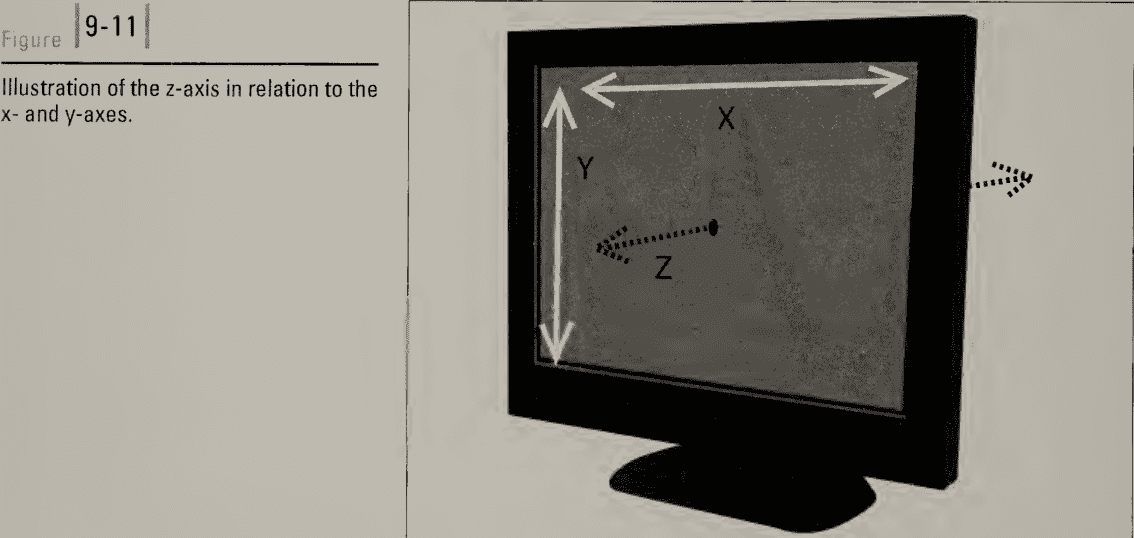 Figure 9-11
Illustration of the z-axis in relation to the
x- and y-axes.
X
Y
Z